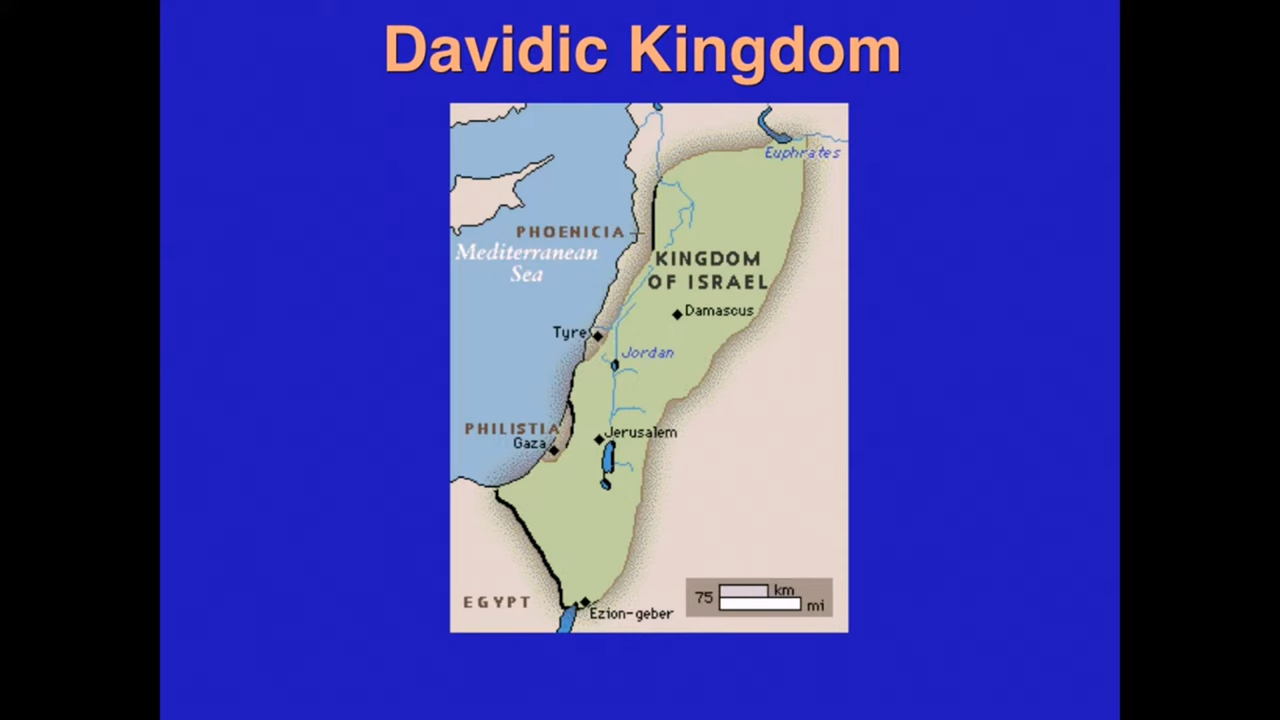 Davidic Kingdom
Euphrates
PHOENICIA
Mediterranean
Sea
KINGDOM
OF ISRAEL
Damascus
Tyre
Jordan
PHILISTIA
Gaza
Jerusalem
EGYPT
Ezion-geber
75 km
mi